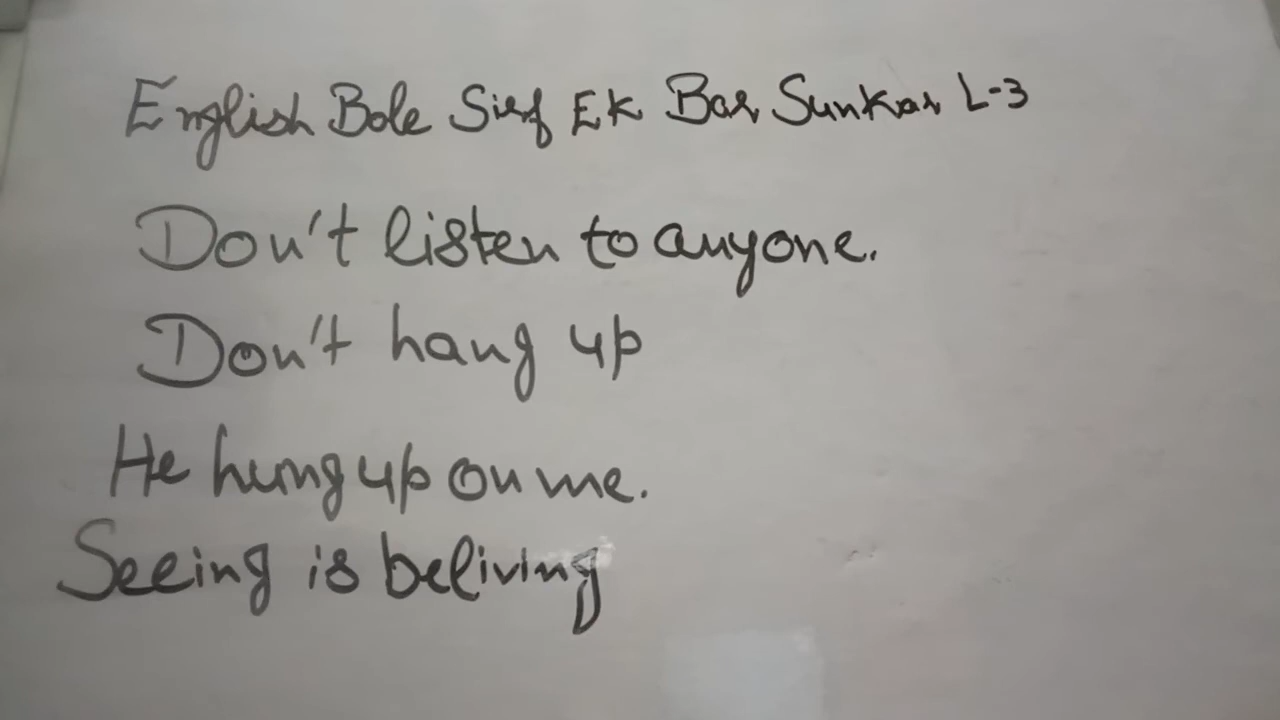 English Bole Sirf Ek Bar Sunkar L-3
Don't listen to anyone.
Don't hang up
He hung up on me.
Seeing is beliving